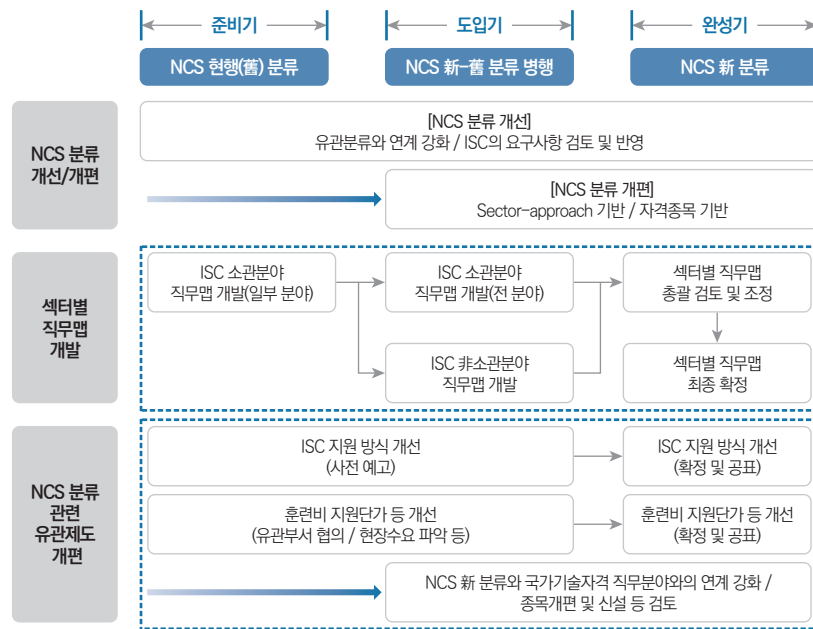 준비기
도입기
완성기
NCS 현행(舊) 분류
NCS 新-舊 분류 병행
NCS 新 분류
NCS 분류
개선/개편
[NCS 분류 개선]
유관분류와 연계 강화 / ISC의 요구사항 검토 및 반영
[NCS 분류 개편]
Sector-approach 기반 / 자격종목 기반
섹터별
직무맵
개발
ISC 소관분야
직무맵 개발(일부 분야)
ISC 소관분야
직무맵 개발(전 분야)
섹터별 직무맵
총괄 검토 및 조정
ISC 非소관분야
직무맵 개발
섹터별 직무맵
최종 확정
NCS 분류
관련
유관제도
개편
ISC 지원 방식 개선
(사전 예고)
ISC 지원 방식 개선
(확정 및 공표)
훈련비 지원단가 등 개선
(유관부서 협의 / 현장수요 파악 등)
훈련비 지원단가 등 개선
(확정 및 공표)
NCS 新 분류와 국가기술자격 직무분야와의 연계 강화 /
종목개편 및 신설 등 검토